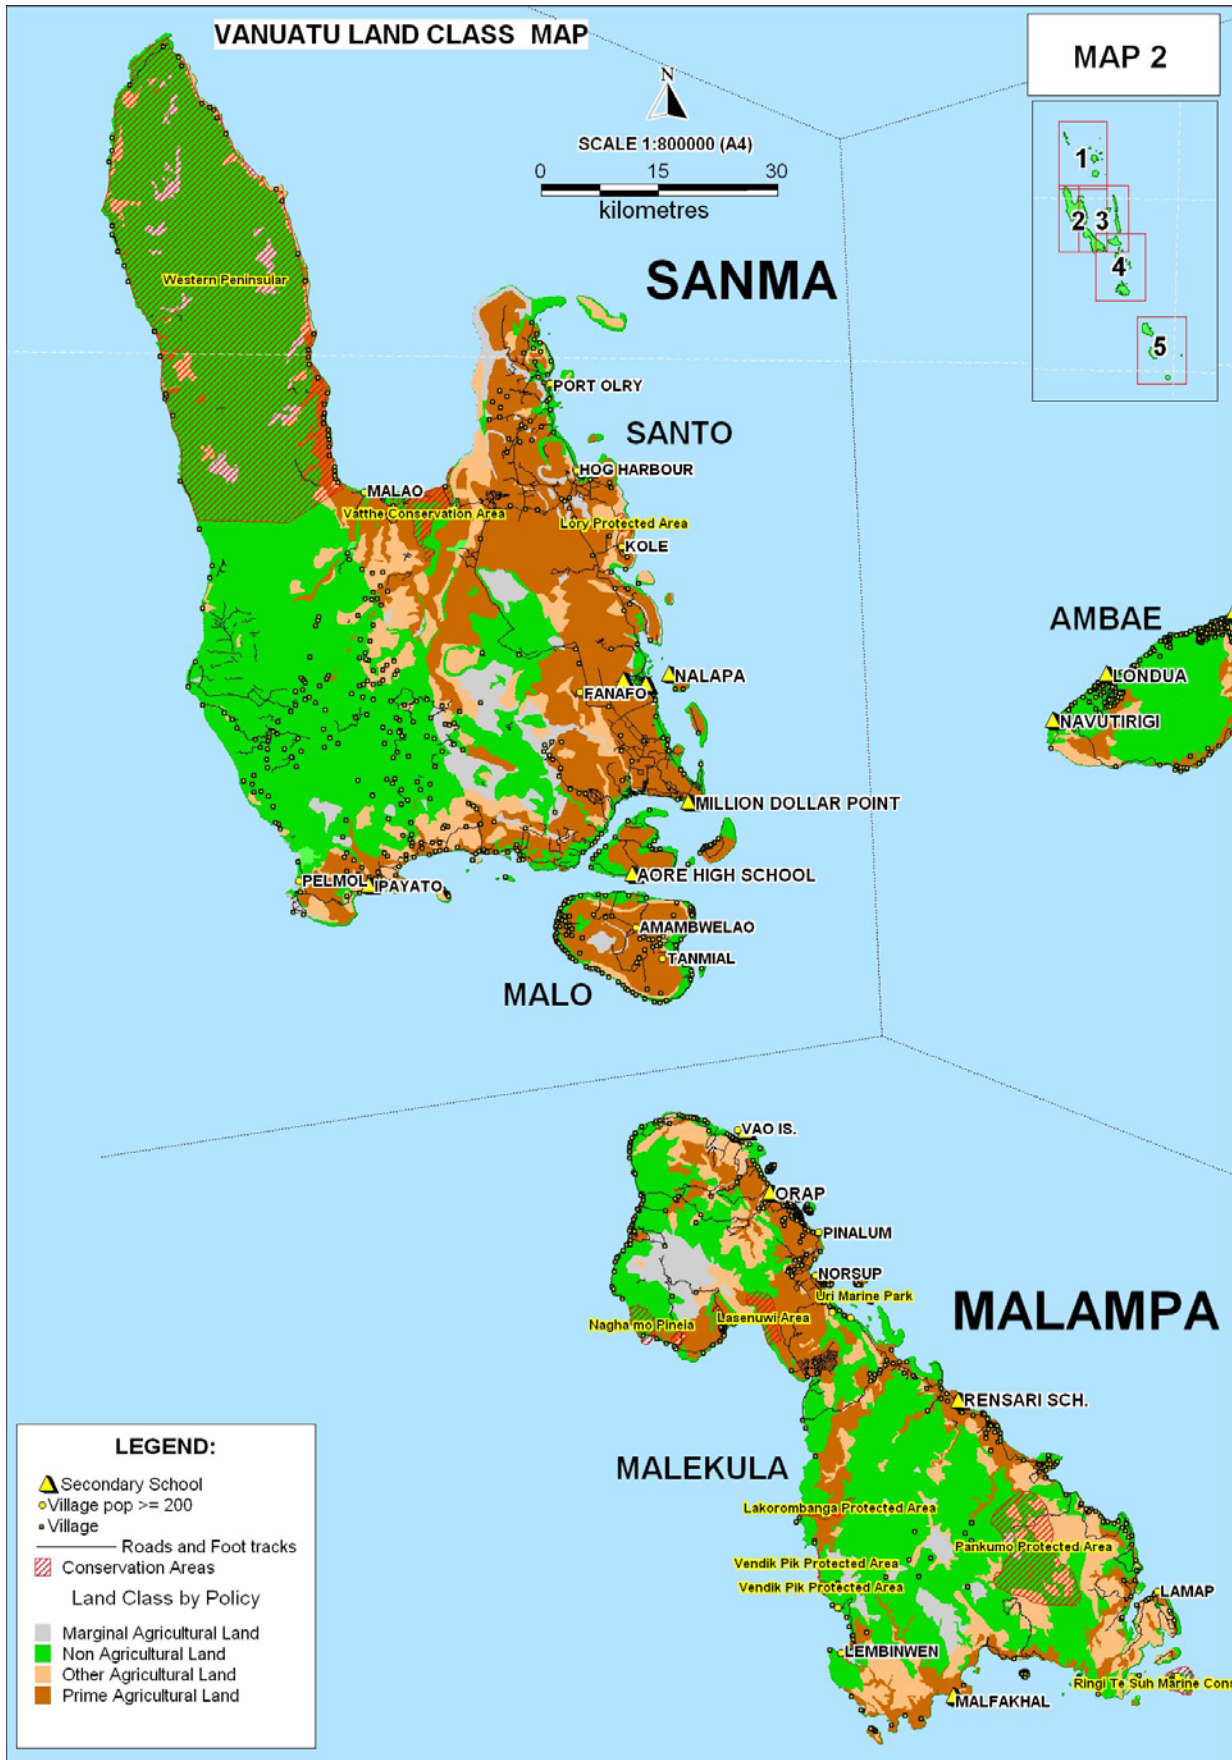 VANUATU LAND CLASS MAP
MAP 2
N
SCALE 1:800000 (A4)
0 15 30
kilometres
1
2 3
4
5
SANMA
Western Peninsular
PORT OLRY
SANTO
HOG HARBOUR
MALAO
Vatthe Conservation Area
Lory Protected Area
KOLE
AMBAE
NALAPA
LONDUA
FANAFO
NAVUTIRIGI
MILLION DOLLAR POINT
PELMOL
IPAYATO
AORE HIGH SCHOOL
AMAMBWELAO
TANMIAL
MALO
VAO IS.
ORAP
PINALUM
NORSUP
Uri Marine Park
MALAMPA
Nagha mo Pineia
Lasenuwi Area
RENSARI SCH.
MALEKULA
Lakorombanga Protected Area
Pankumo Protected Area
Vendik Pik Protected Area
Vendik Pik Protected Area
LAMAP
LEMBINWEN
Ringi Te Suh Marine Cons
MALFAKHAL
LEGEND:
Secondary School
Village pop >= 200
Village
Roads and Foot tracks
Conservation Areas
Land Class by Policy
Marginal Agricultural Land
Non Agricultural Land
Other Agricultural Land
Prime Agricultural Land